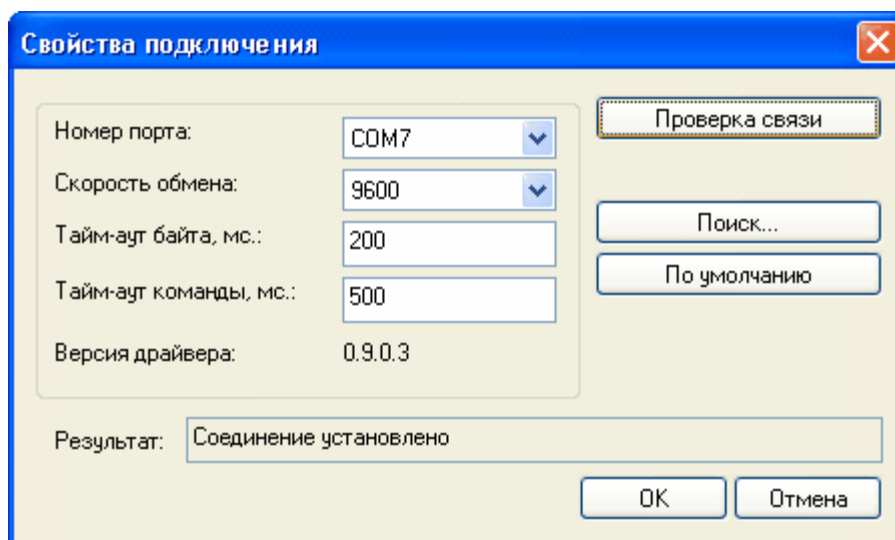 Свойства подключения
Номер порта: COM7
Проверка связи
Скорость обмена: 9600
Тайм-аут байта, мс.: 200
Поиск...
Тайм-аут команды, мс.: 500
По умолчанию
Версия драйвера: 0.9.0.3
Результат: Соединение установлено
ОК Отмена